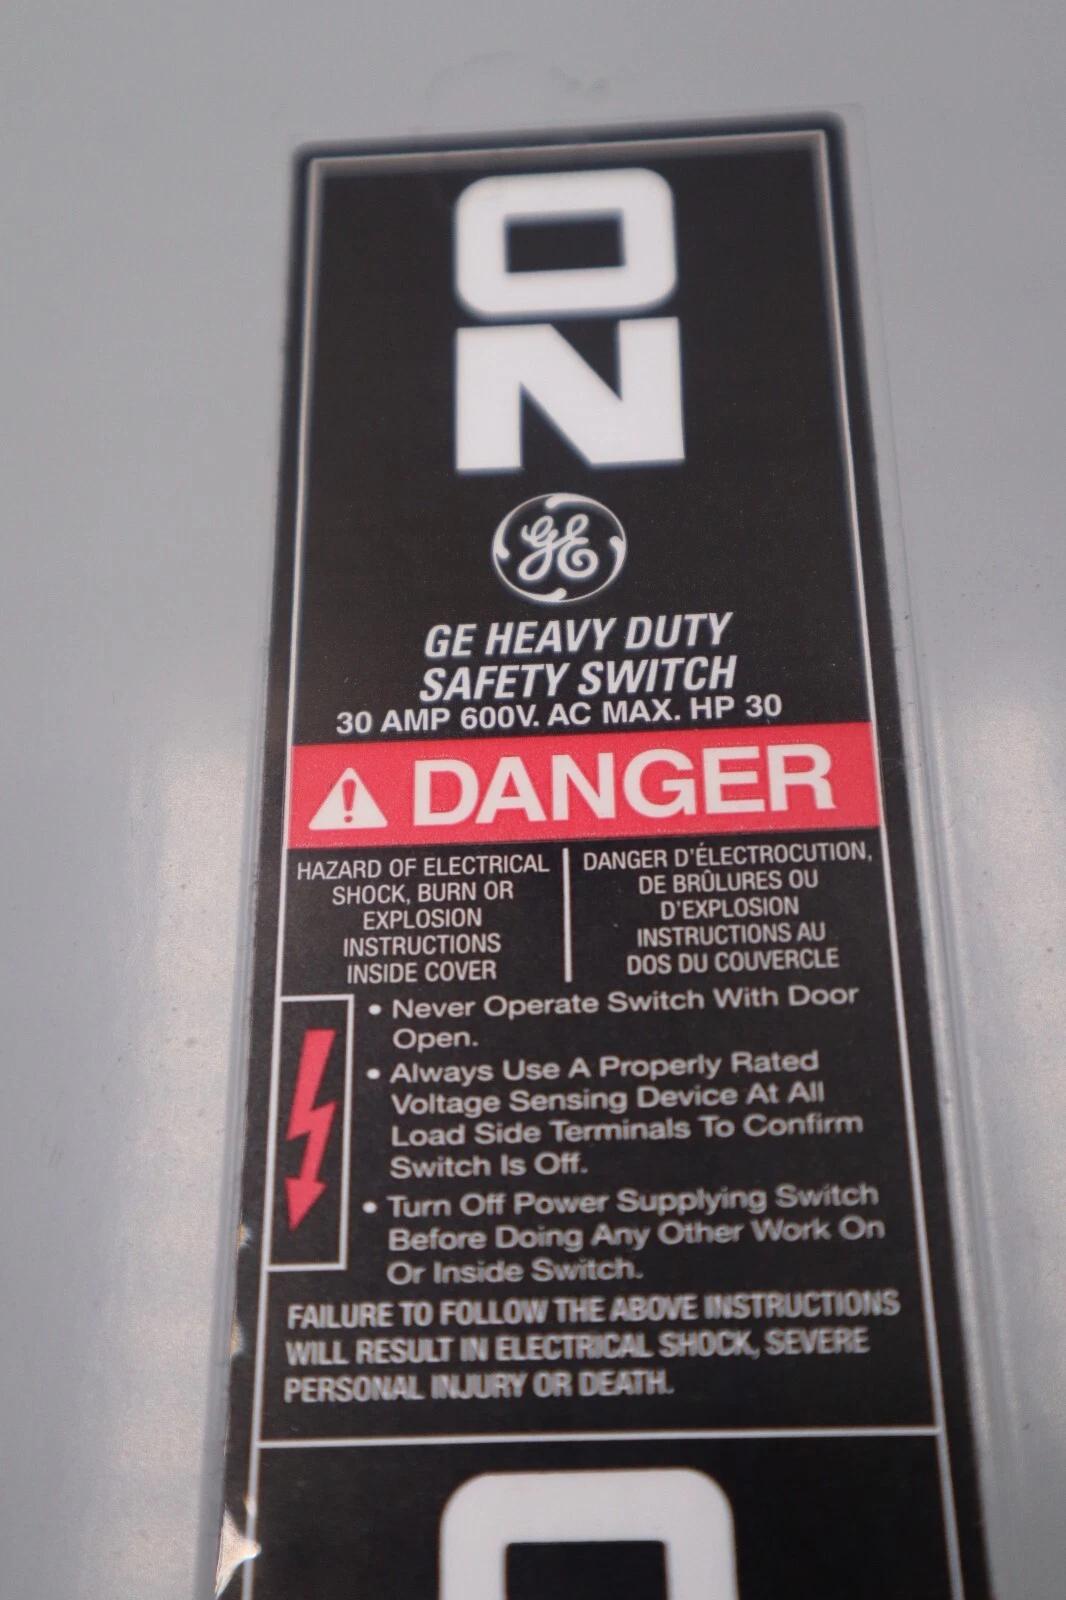 O
N
GE
GE HEAVY DUTY
SAFETY SWITCH
30 AMP 600V. AC MAX. HP 30
DANGER
HAZARD OF ELECTRICAL
SHOCK, BURN OR
EXPLOSION
INSTRUCTIONS
INSIDE COVER
DANGER D'ÉLECTROCUTION,
DE BRÛLURES OU
D'EXPLOSION
INSTRUCTIONS AU
DOS DU COUVERCLE
• Never Operate Switch With Door
Open.
• Always Use A Properly Rated
Voltage Sensing Device At All
Load Side Terminals To Confirm
Switch Is Off.
• Turn Off Power Supplying Switch
Before Doing Any Other Work On
Or Inside Switch.
FAILURE TO FOLLOW THE ABOVE INSTRUCTIONS
WILL RESULT IN ELECTRICAL SHOCK, SEVERE
PERSONAL INJURY OR DEATH.
O